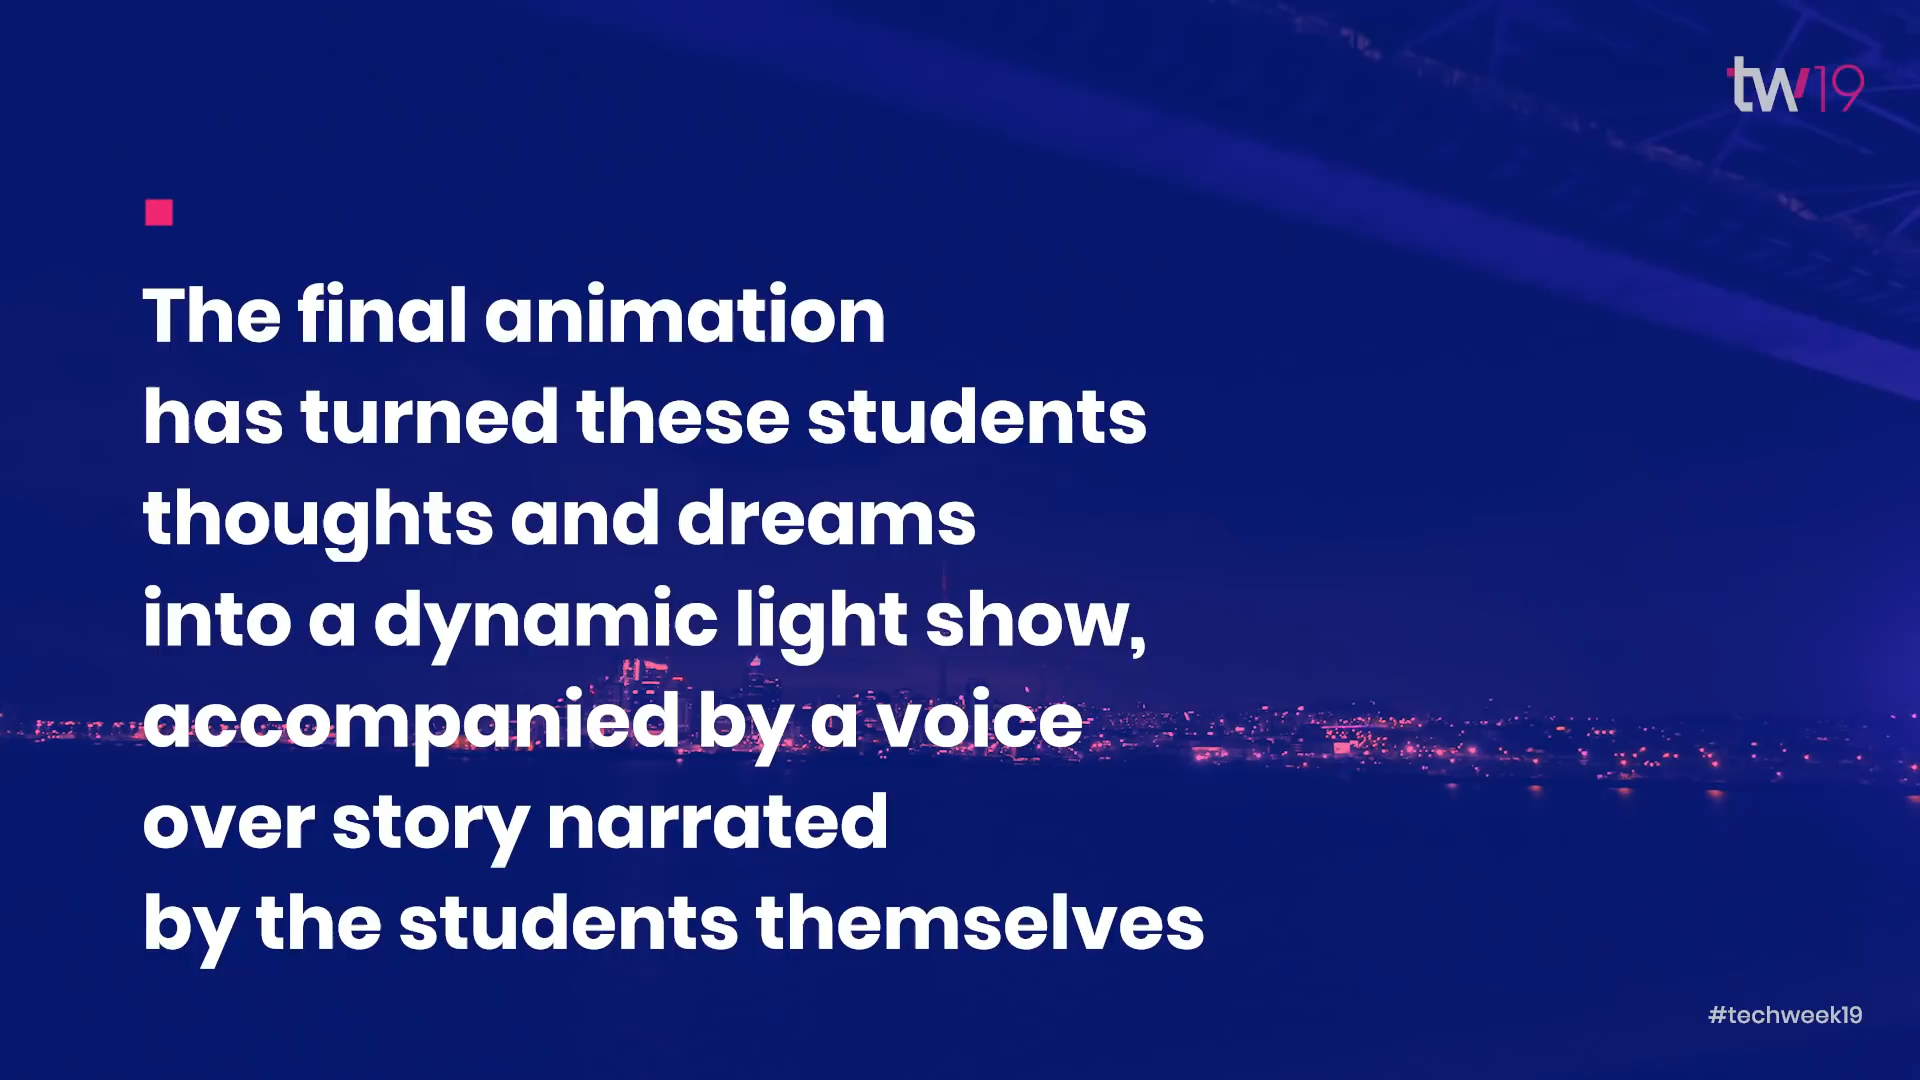 tw19
The final animation
has turned these students
thoughts and dreams
into a dynamic light show,
accompanied by a voice
over story narrated
by the students themselves
#techweek19